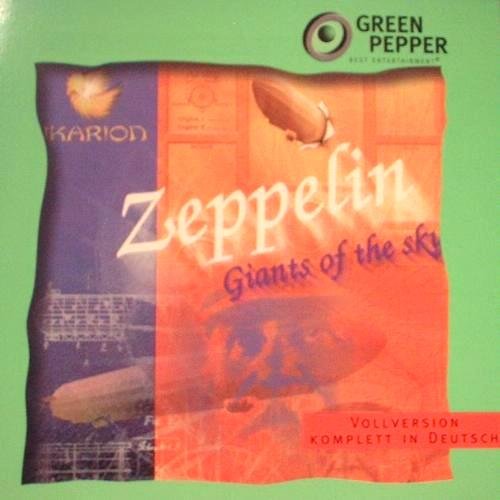 GREEN
PEPPER
BEST ENTERTAINMENT®
IKARION
Zeppelin
Giants of the sky
VOLLVERSION
KOMPLETT IN DEUTSCH